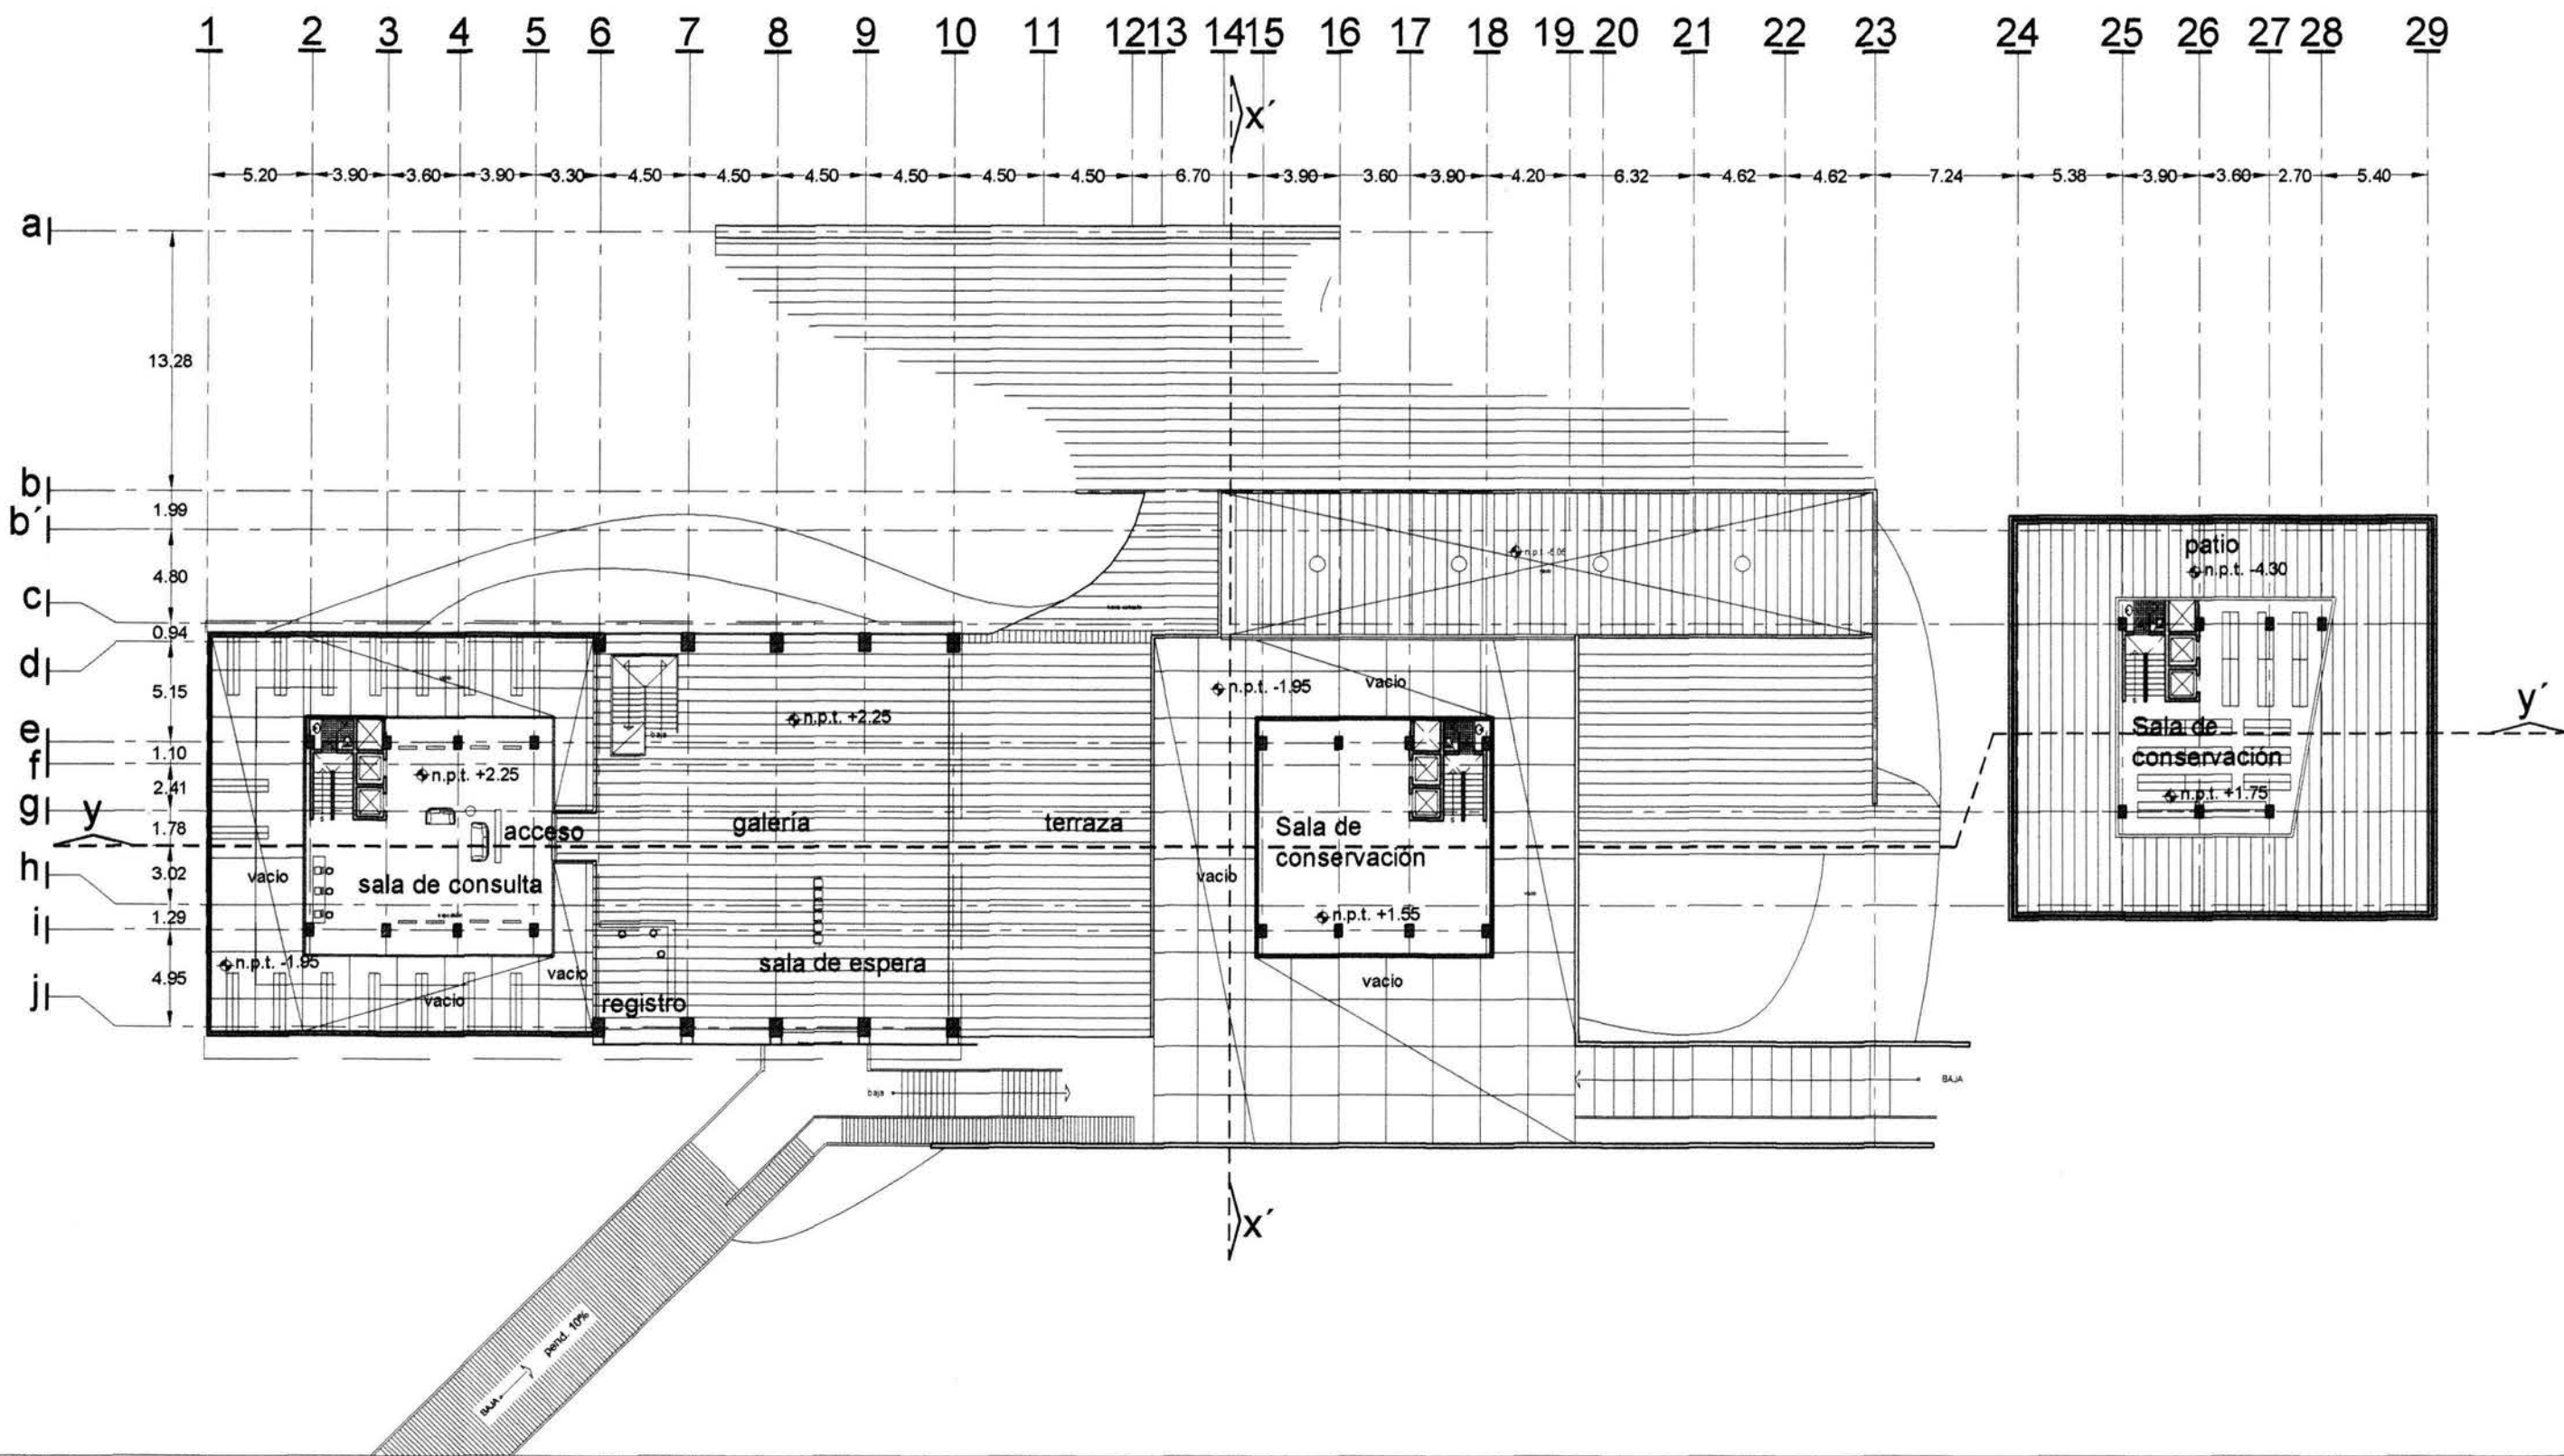 1 2 3 4 5 6 7 8 9 10 11 12 13 14 15 16 17 18 19 20 21 22 23 24 25 26 27 28 29
x´
5.20 3.90 3.60 3.90 3.30 4.50 4.50 4.50 4.50 4.50 4.50 6.70 3.90 3.60 3.90 4.20 6.32 4.62 4.62 7.24 5.38 3.90 3.60 2.70 5.40
a
13.28
b
1.99
b´
4.80
c
0.94
d
5.15
e
1.10
f
2.41
g
1.78
h
3.02
i
1.29
j
4.95
y
y´
patio
n.p.t. -4.30
Sala de
conservación
n.p.t. +1.75
n.p.t. -1.95
vacio
n.p.t. +2.25
baja
n.p.t. +2.25
acceso
galería
terraza
Sala de
conservación
vacio
vacio
sala de consulta
n.p.t. +1.55
n.p.t. -1.95
vacio
vacio
sala de espera
registro
vacio
baja
BAJA
x´
BAJA
pend. 10%